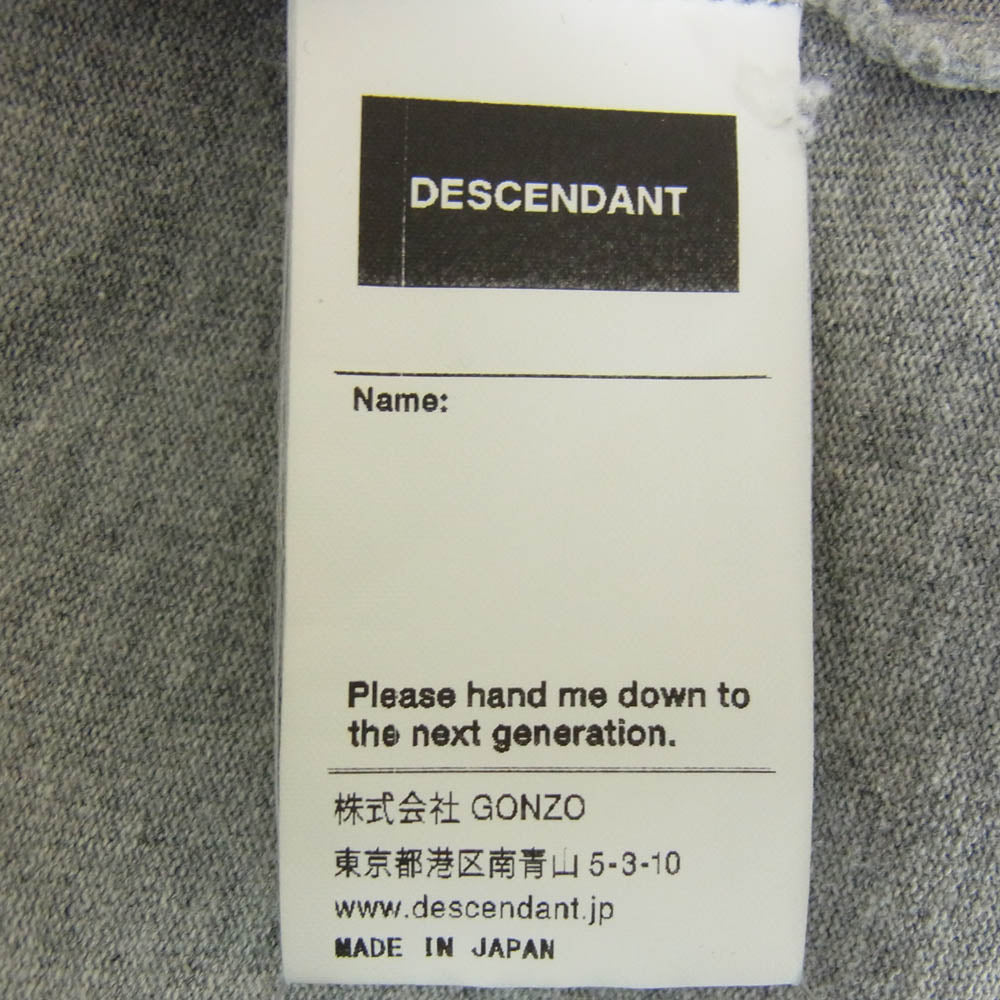 DESCENDANT
Name:
Please hand me down to
the next generation.
株式会社 GONZO
東京都港区南青山 5-3-10
www.descendant.jp
MADE IN JAPAN